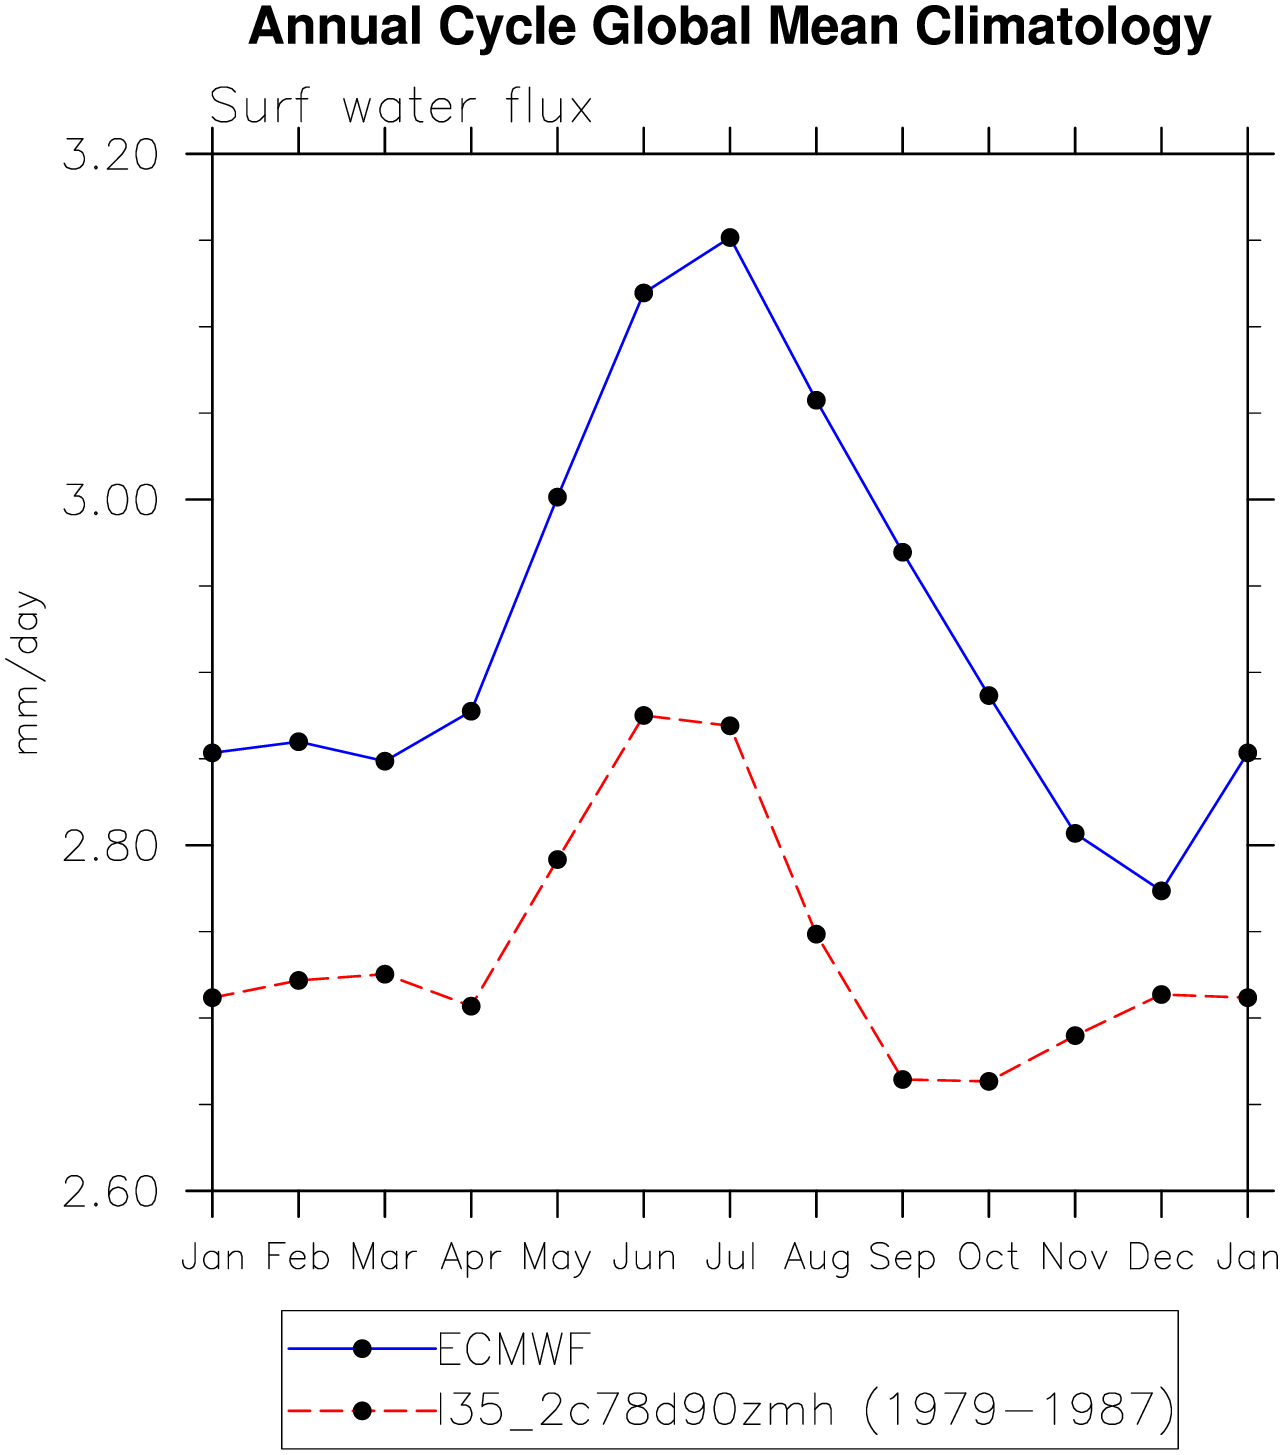 Annual Cycle Global Mean Climatology
Surf water flux
3.20
3.00
2.80
2.60
mm/day
Jan Feb Mar Apr May Jun Jul Aug Sep Oct Nov Dec Jan
ECMWF
I35_2c78d90zmh (1979-1987)